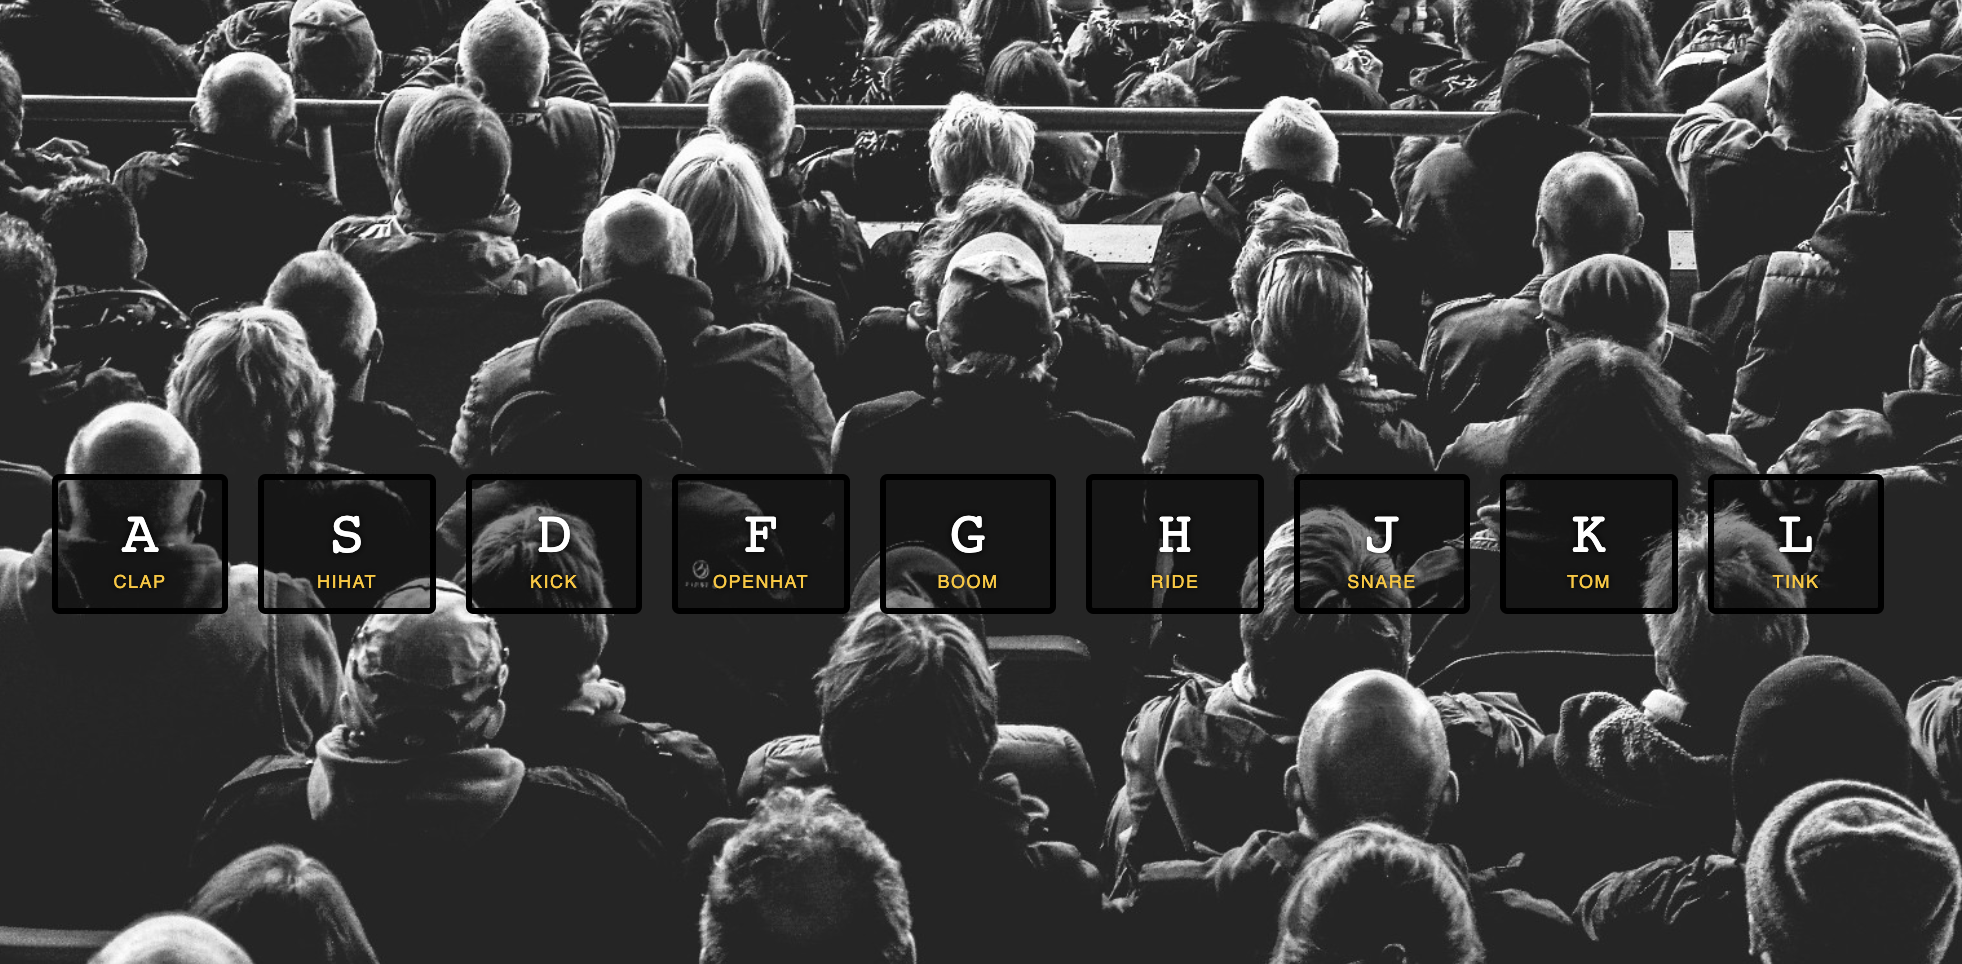 A S D F G H J K L
CLAP HIHAT KICK OPENHAT BOOM RIDE SNARE TOM TINK